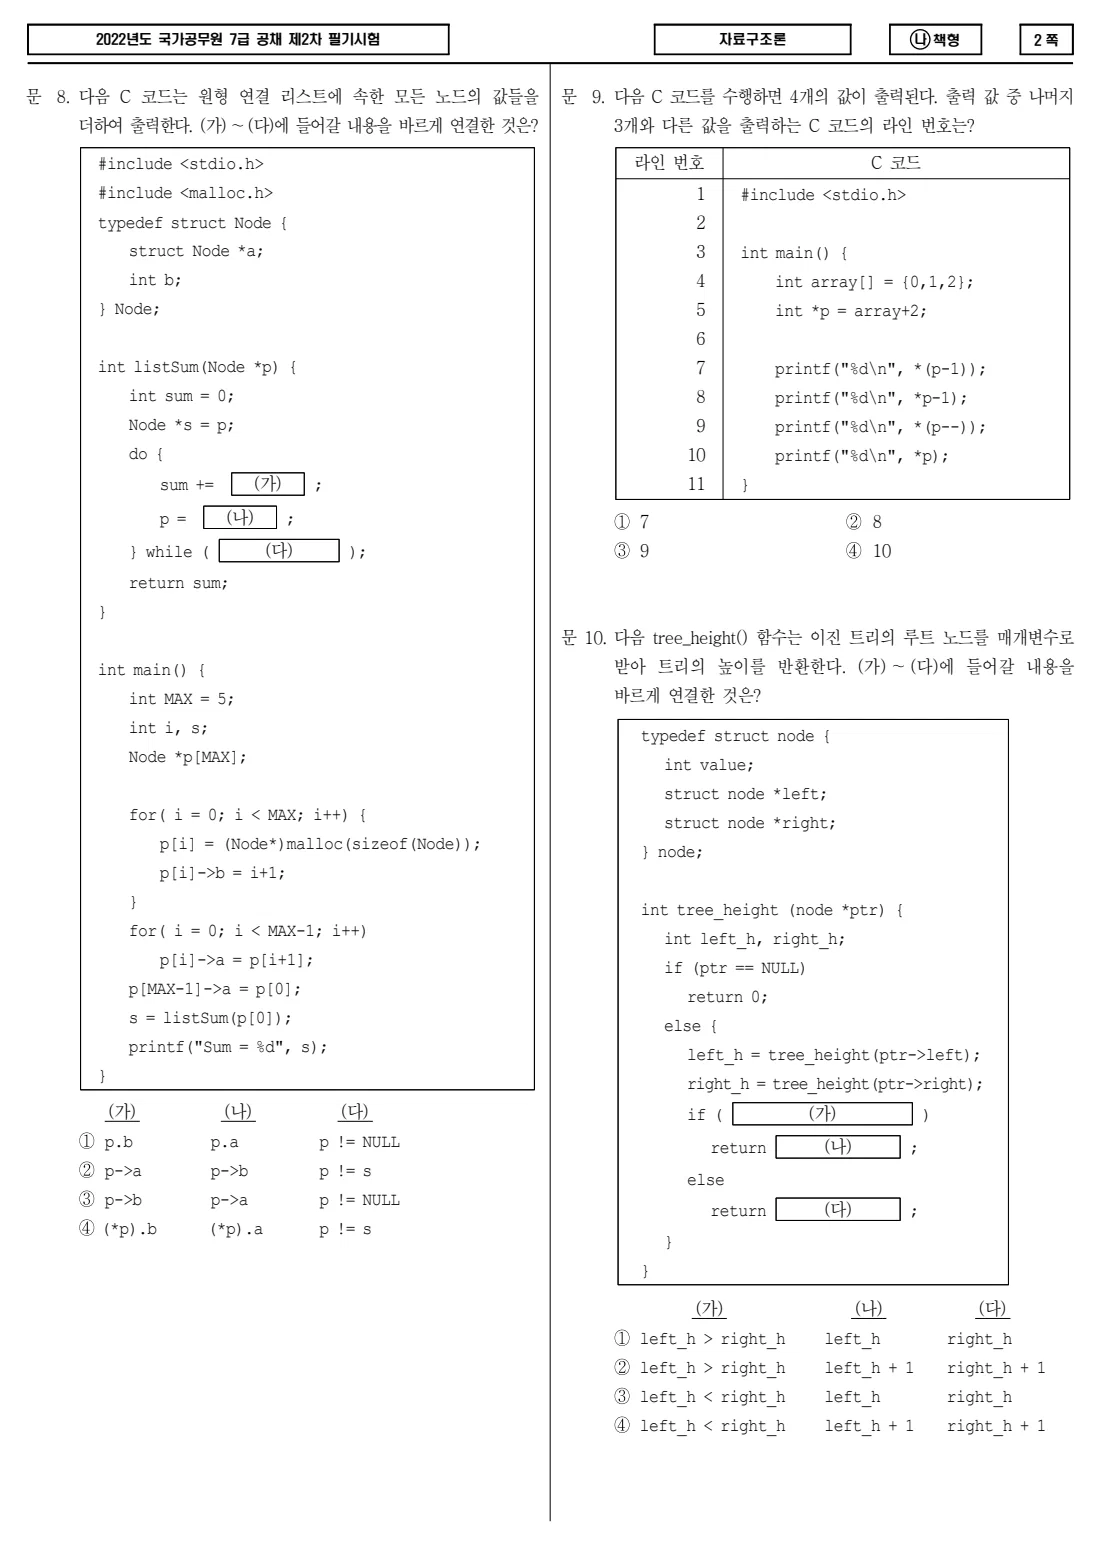 2022년도 국가공무원 7급 공채 제2차 필기시험
자료구조론
㉯책형
2 쪽
문 8. 다음 C 코드는 원형 연결 리스트에 속한 모든 노드의 값들을
더하여 출력한다. (가) ~ (다)에 들어갈 내용을 바르게 연결한 것은?
#include <stdio.h>
#include <malloc.h>
typedef struct Node {
struct Node *a;
int b;
} Node;
int listSum(Node *p) {
int sum = 0;
Node *s = p;
do {
sum += (가) ;
p = (나) ;
} while ( (다) );
return sum;
}
int main() {
int MAX = 5;
int i, s;
Node *p[MAX];
for( i = 0; i < MAX; i++) {
p[i] = (Node*)malloc(sizeof(Node));
p[i]->b = i+1;
}
for( i = 0; i < MAX-1; i++)
p[i]->a = p[i+1];
p[MAX-1]->a = p[0];
s = listSum(p[0]);
printf("Sum = %d", s);
}
(가) (나) (다)
① p.b p.a p != NULL
② p->a p->b p != s
③ p->b p->a p != NULL
④ (*p).b (*p).a p != s
문 9. 다음 C 코드를 수행하면 4개의 값이 출력된다. 출력 값 중 나머지
3개와 다른 값을 출력하는 C 코드의 라인 번호는?
라인 번호 C 코드
1 #include <stdio.h>
2
3 int main() {
4 int array[] = {0,1,2};
5 int *p = array+2;
6
7 printf("%d\n", *(p-1));
8 printf("%d\n", *p-1);
9 printf("%d\n", *(p--));
10 printf("%d\n", *p);
11 }
① 7 ② 8
③ 9 ④ 10
문 10. 다음 tree_height() 함수는 이진 트리의 루트 노드를 매개변수로
받아 트리의 높이를 반환한다. (가) ~ (다)에 들어갈 내용을
바르게 연결한 것은?
typedef struct node {
int value;
struct node *left;
struct node *right;
} node;
int tree_height (node *ptr) {
int left_h, right_h;
if (ptr == NULL)
return 0;
else {
left_h = tree_height(ptr->left);
right_h = tree_height(ptr->right);
if ( (가) )
return (나) ;
else
return (다) ;
}
}
(가) (나) (다)
① left_h > right_h left_h right_h
② left_h > right_h left_h + 1 right_h + 1
③ left_h < right_h left_h right_h
④ left_h < right_h left_h + 1 right_h + 1